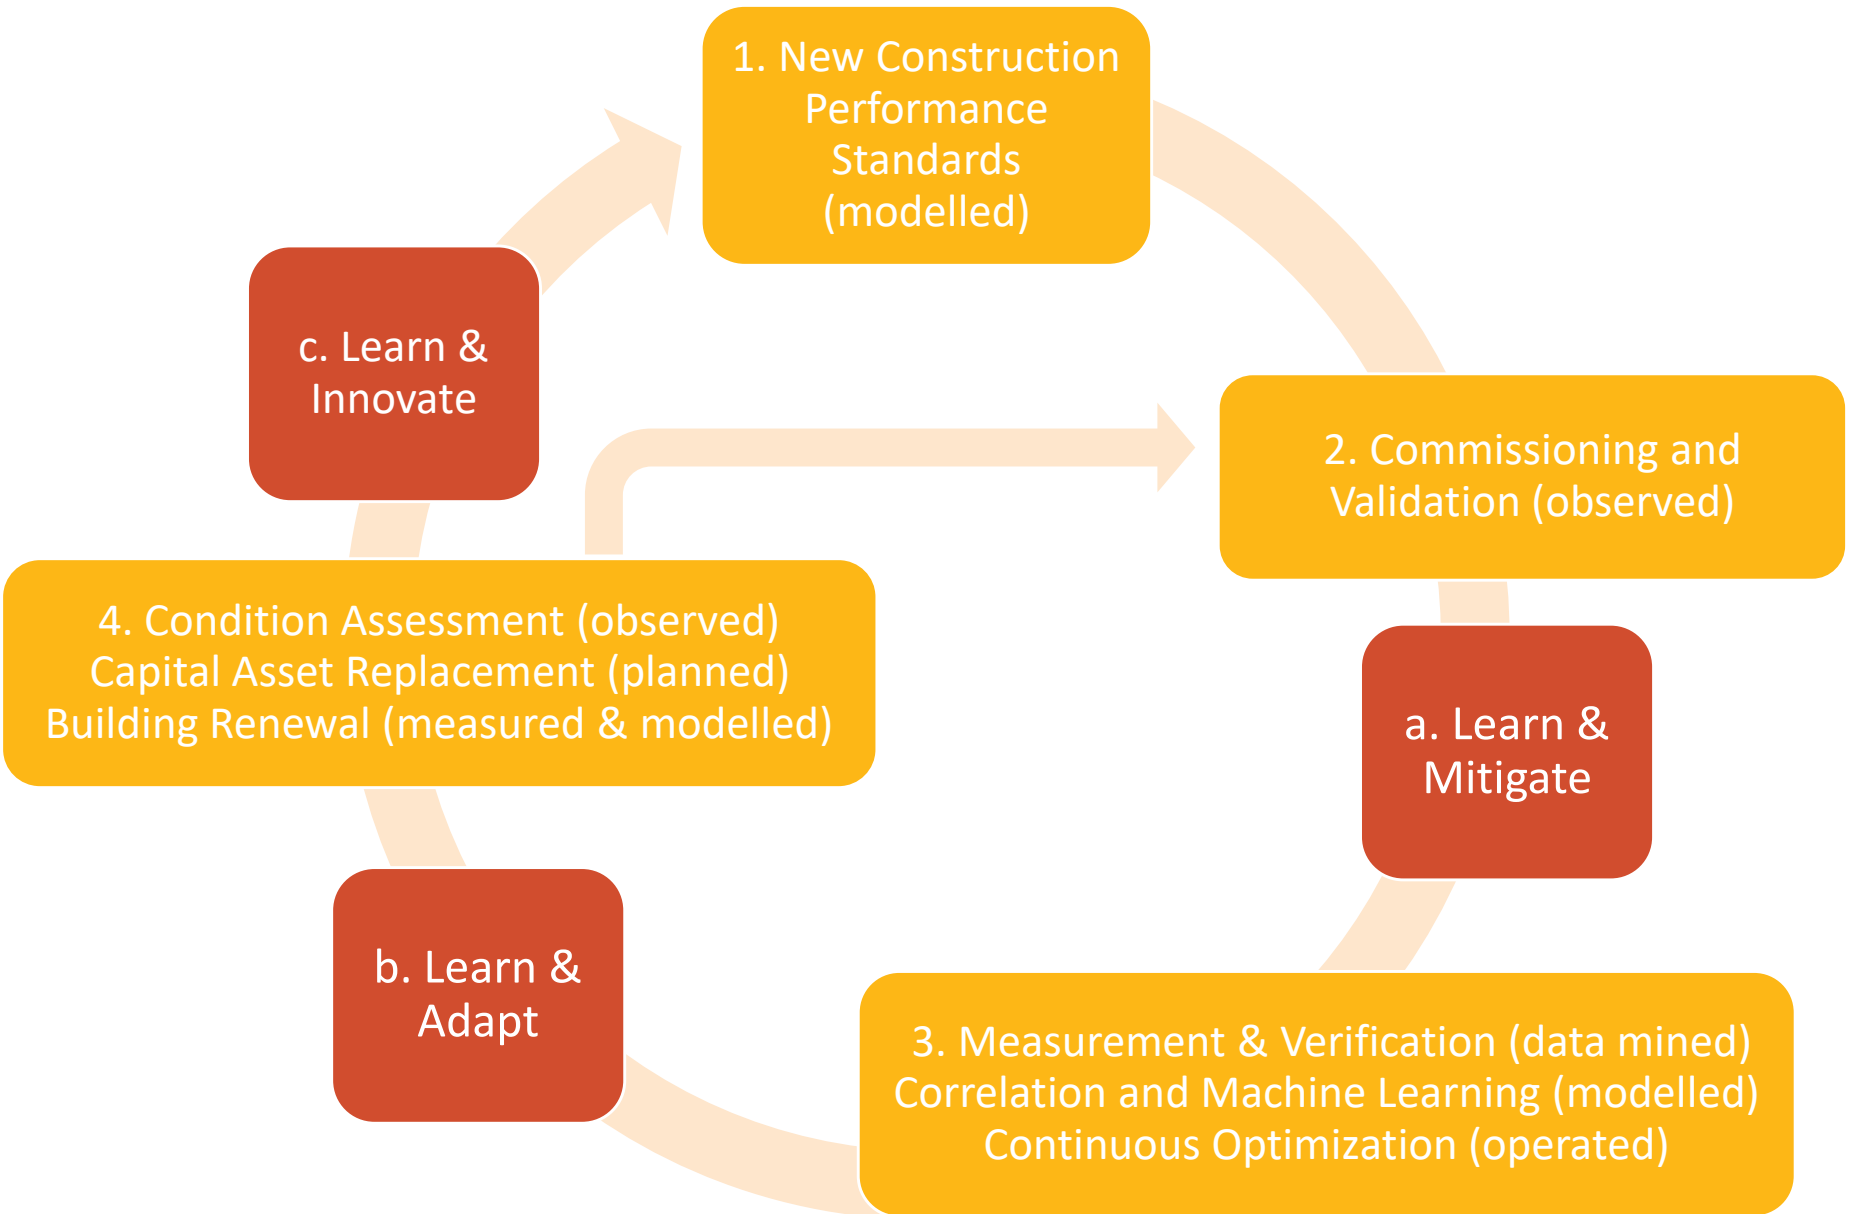 1. New Construction
Performance
Standards
(modelled)
2. Commissioning and
Validation (observed)
a. Learn &
Mitigate
3. Measurement & Verification (data mined)
Correlation and Machine Learning (modelled)
Continuous Optimization (operated)
b. Learn &
Adapt
4. Condition Assessment (observed)
Capital Asset Replacement (planned)
Building Renewal (measured & modelled)
c. Learn &
Innovate